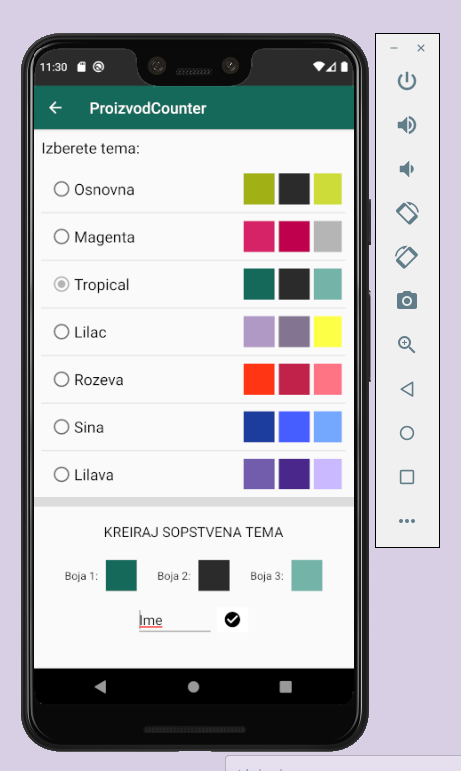 11:30
ProizvodCounter
Izberete tema:
Osnovna
Magenta
Tropical
Lilac
Rozeva
Sina
Lilava
KREIRAJ SOPSTVENA TEMA
Boja 1: Boja 2: Boja 3:
Ime